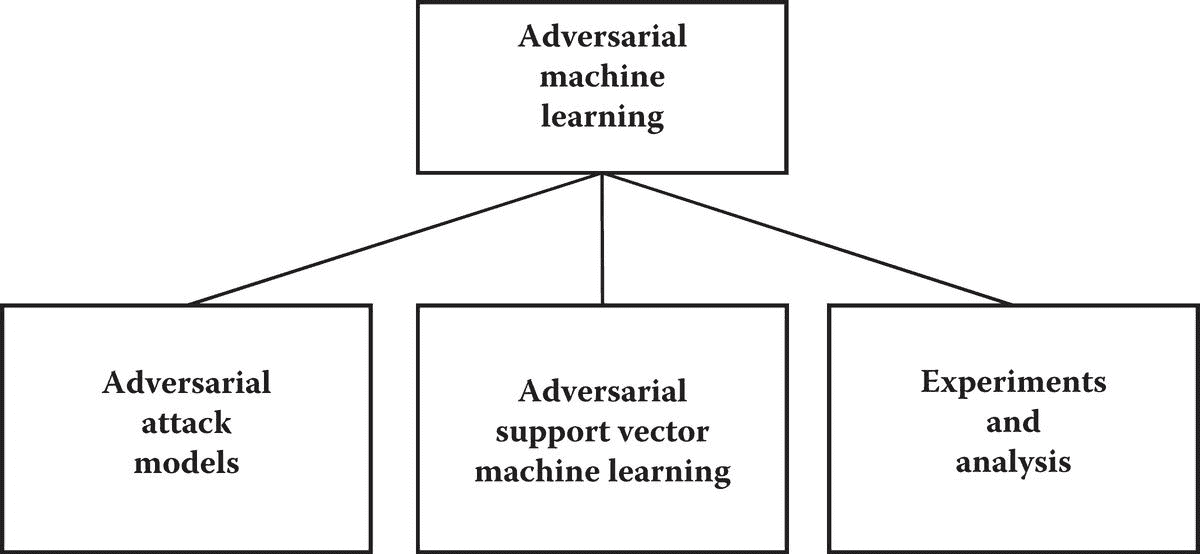 Adversarial
machine
learning
Adversarial
attack
models
Adversarial
support vector
machine learning
Experiments
and
analysis